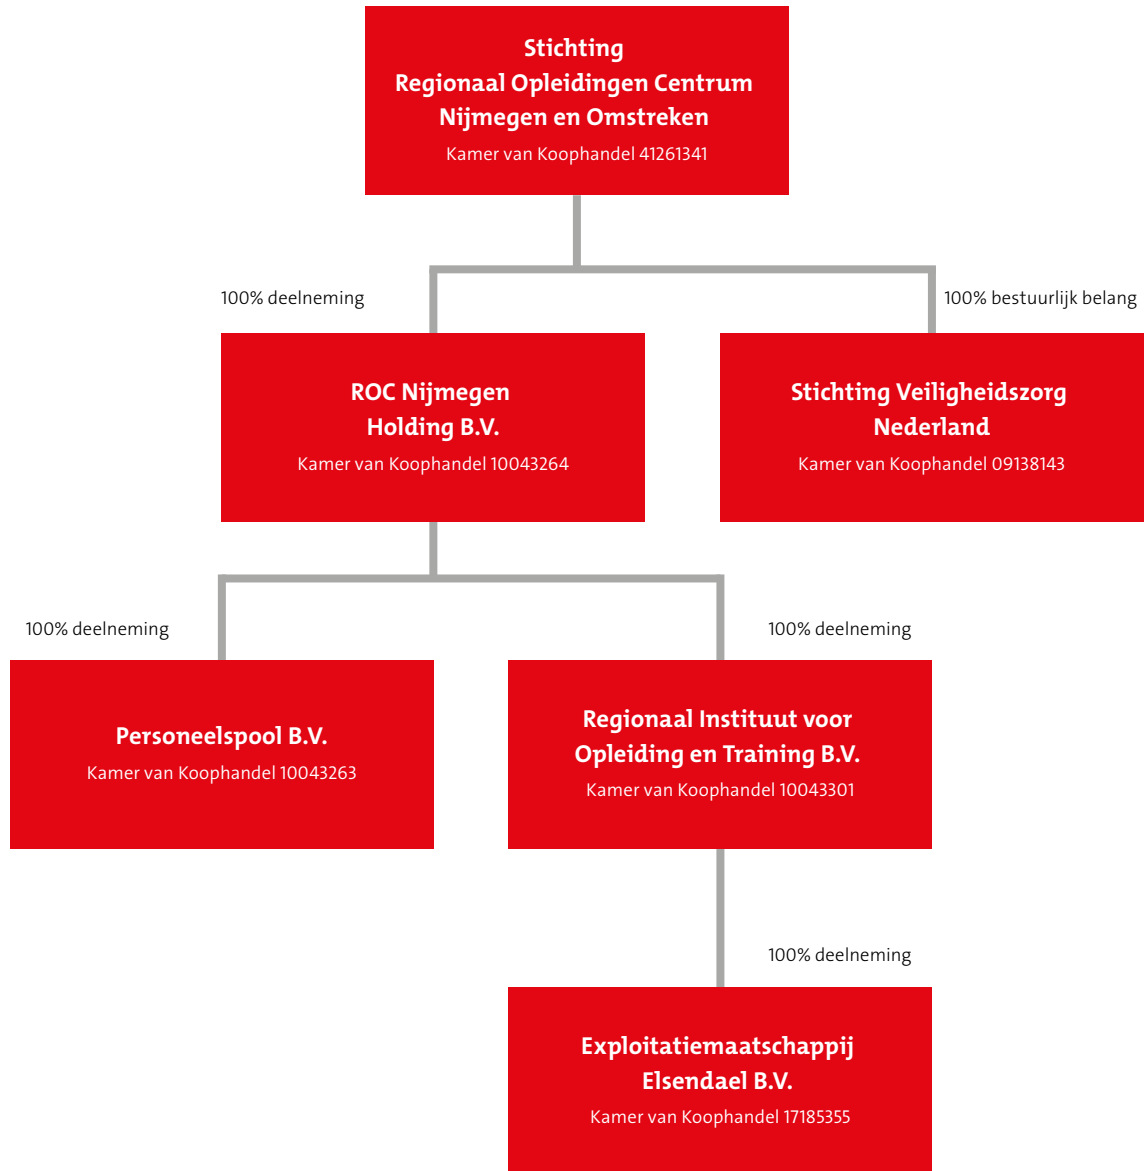 Stichting
Regionaal Opleidingen Centrum
Nijmegen en Omstreken
Kamer van Koophandel 41261341
100% deelneming
100% bestuurlijk belang
ROC Nijmegen
Holding B.V.
Kamer van Koophandel 10043264
Stichting Veiligheidszorg
Nederland
Kamer van Koophandel 09138143
100% deelneming
100% deelneming
Personeelspool B.V.
Kamer van Koophandel 10043263
Regionaal Instituut voor
Opleiding en Training B.V.
Kamer van Koophandel 10043301
100% deelneming
Exploitatiemaatschappij
Elsendael B.V.
Kamer van Koophandel 17185355